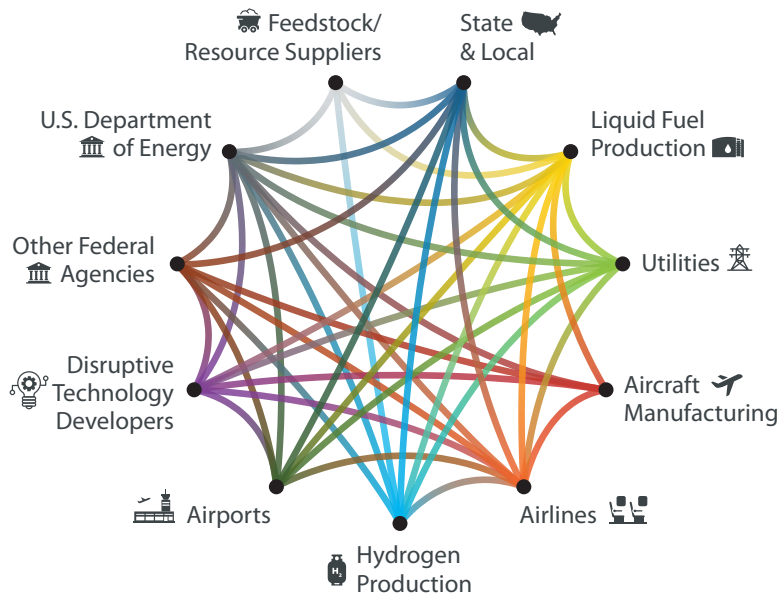 Feedstock/
Resource Suppliers
State
& Local
U.S. Department
of Energy
Liquid Fuel
Production
Other Federal
Agencies
Utilities
Disruptive
Technology
Developers
Aircraft
Manufacturing
Airports
Airlines
H₂
Hydrogen
Production